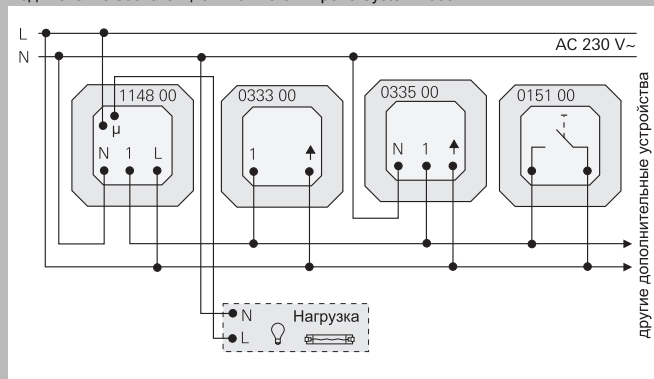 L
N
AC 230 V~
1148 00
µ
N 1 L
0333 00
1
0335 00
N 1
0151 00
другие дополнительные устройства
N
L
Нагрузка